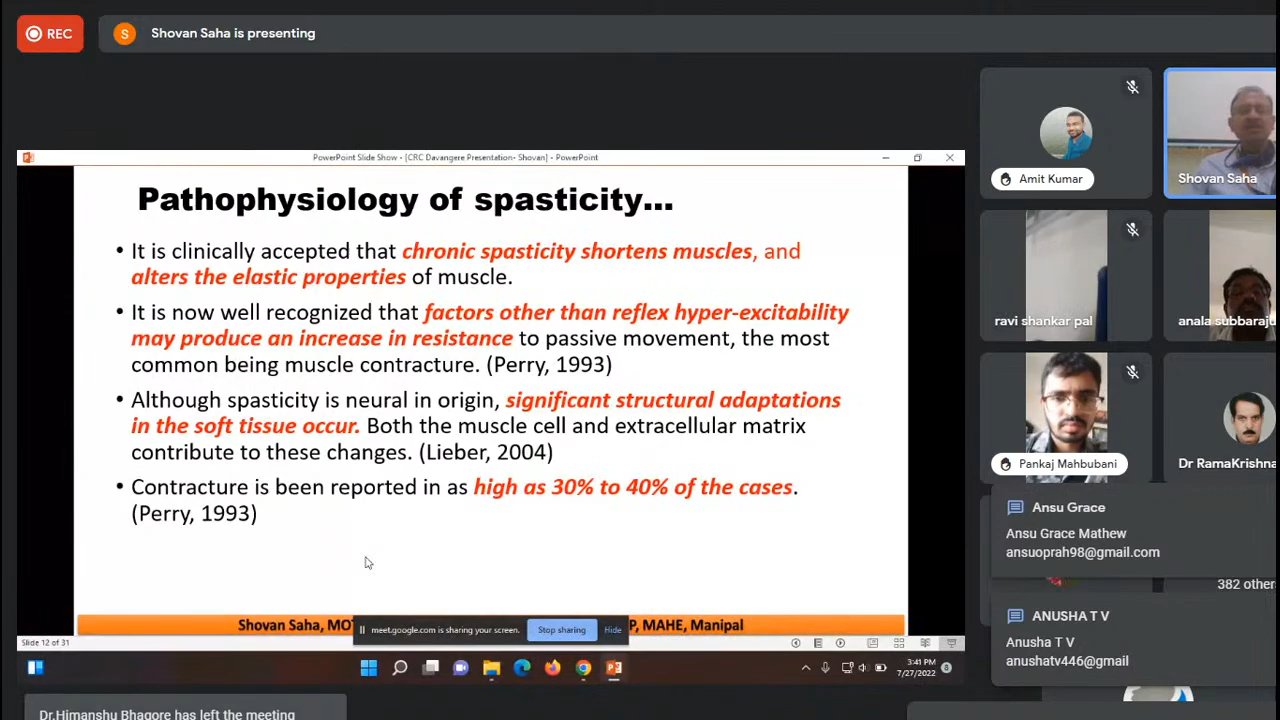 REC
S
Shovan Saha is presenting
PowerPoint Slide Show - [CRC Davangere Presentation- Shovan] - PowerPoint
Pathophysiology of spasticity...
• It is clinically accepted that chronic spasticity shortens muscles, and
alters the elastic properties of muscle.
• It is now well recognized that factors other than reflex hyper-excitability
may produce an increase in resistance to passive movement, the most
common being muscle contracture. (Perry, 1993)
• Although spasticity is neural in origin, significant structural adaptations
in the soft tissue occur. Both the muscle cell and extracellular matrix
contribute to these changes. (Lieber, 2004)
• Contracture is been reported in as high as 30% to 40% of the cases.
(Perry, 1993)
Shovan Saha, MOT
P, MAHE, Manipal
meet.google.com is sharing your screen.
Stop sharing
Hide
Slide 12 of 31
3:41 PM
7/27/2022
8
Dr.Himanshu Bhagore has left the meeting
Amit Kumar
Shovan Saha
ravi shankar pal
anala subbaraju
Pankaj Mahbubani
Dr RamaKrishna
Ansu Grace
Ansu Grace Mathew
ansuoprah98@gmail.com
382 others
ANUSHA T V
Anusha T V
anushatv446@gmail